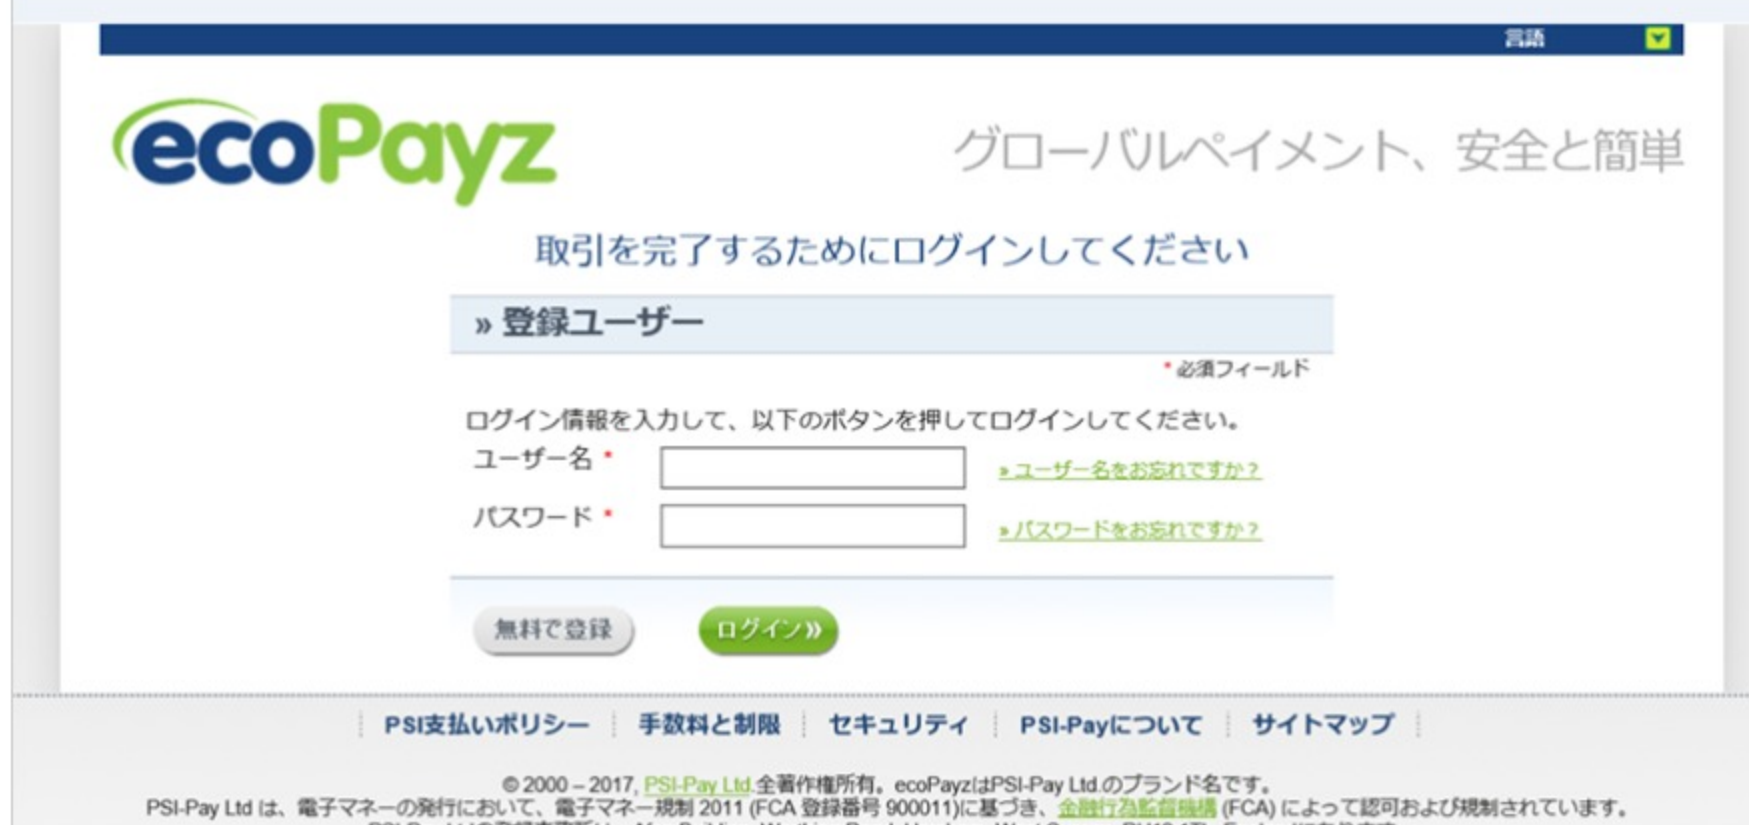 言語
ecoPayz
グローバルペイメント、安全と簡単
取引を完了するためにログインしてください
» 登録ユーザー
* 必須フィールド
ログイン情報を入力して、以下のボタンを押してログインしてください。
ユーザー名 *
» ユーザー名をお忘れですか？
パスワード *
» パスワードをお忘れですか？
無料で登録 ログイン»
PSI支払いポリシー 手数料と制限 セキュリティ PSI-Payについて サイトマップ
© 2000 – 2017, PSI-Pay Ltd.全著作権所有。ecoPayzはPSI-Pay Ltd.のブランド名です。
PSI-Pay Ltd は、電子マネーの発行において、電子マネー規制 2011 (FCA 登録番号 900011)に基づき、金融行為監督機構 (FCA) によって認可および規制されています。